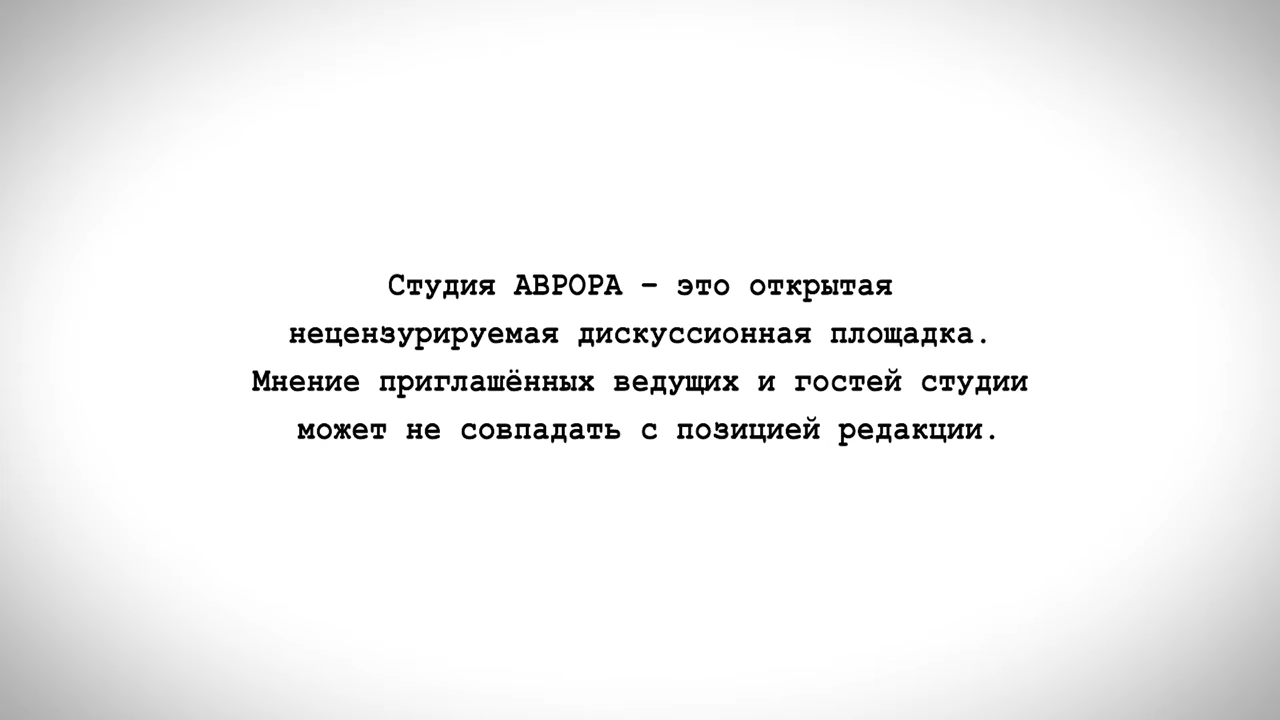 Студия АВРОРА – это открытая
нецензурируемая дискуссионная площадка.
Мнение приглашённых ведущих и гостей студии
может не совпадать с позицией редакции.